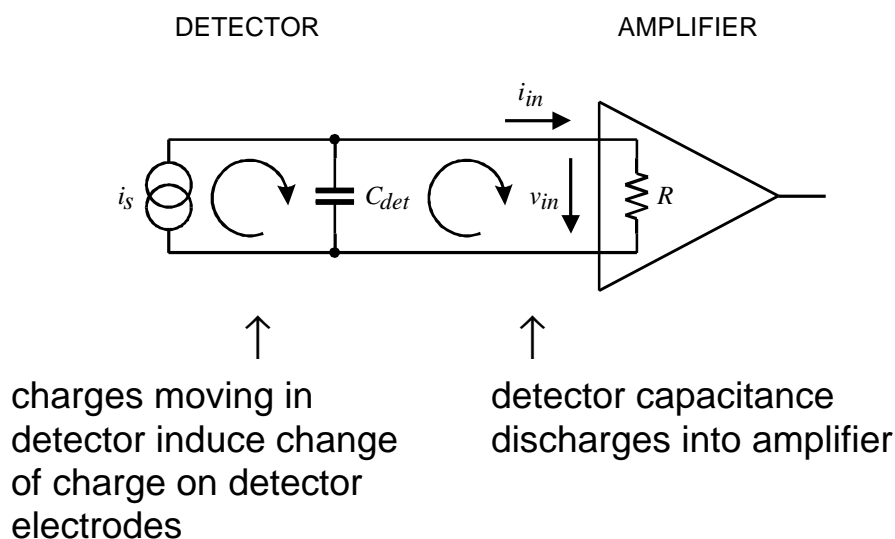 DETECTOR AMPLIFIER
i_in
i_s C_det v_in R
↑ ↑
charges moving in
detector induce change
of charge on detector
electrodes
detector capacitance
discharges into amplifier